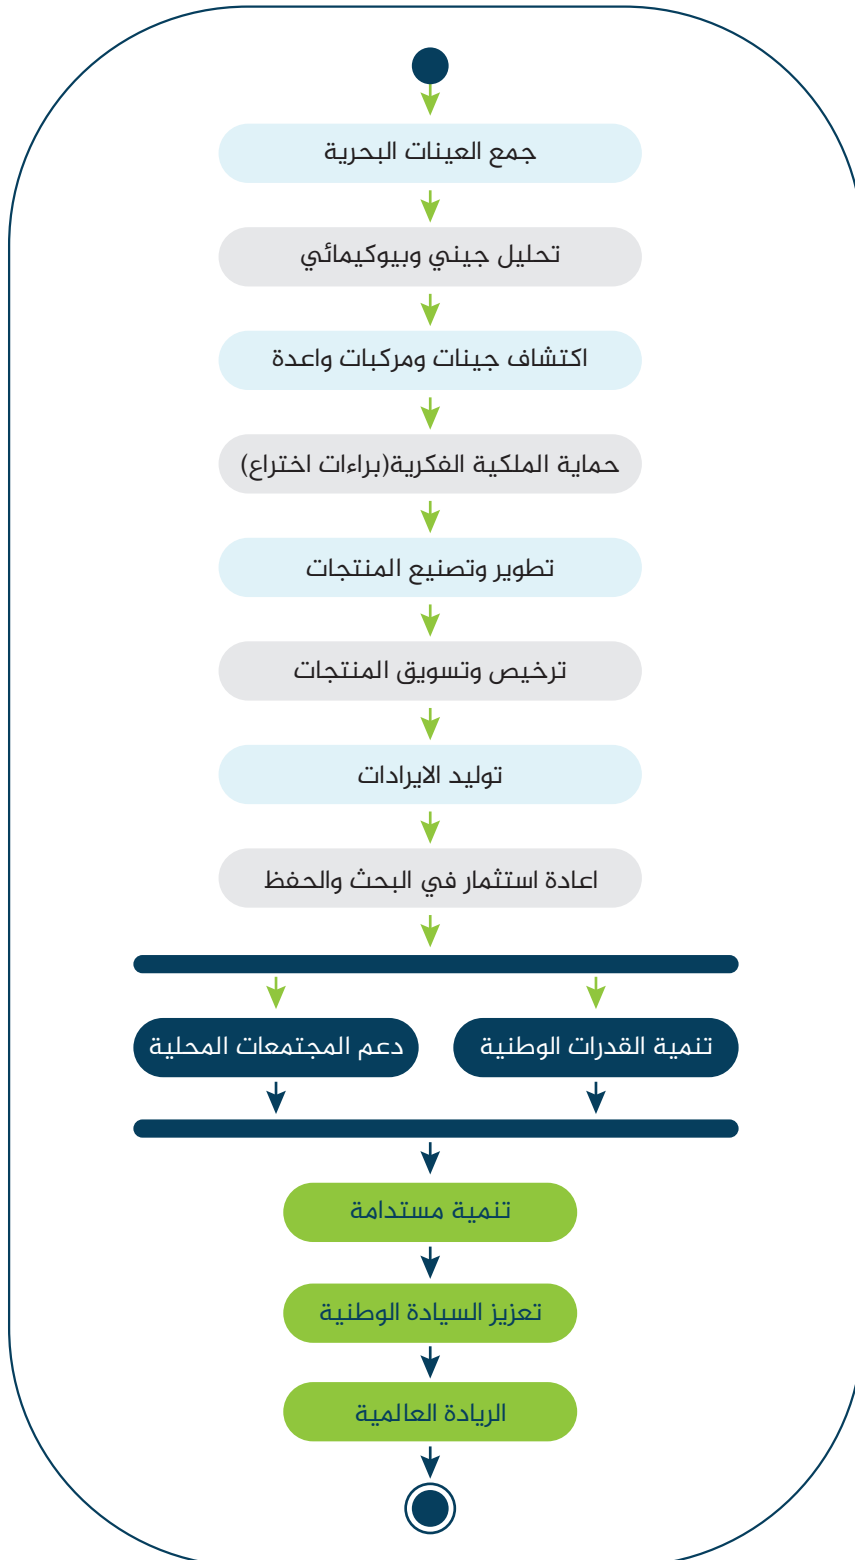 جمع العينات البحرية
تحليل جيني وبيوكيمائي
اكتشاف جينات ومركبات واعدة
حماية الملكية الفكرية(براءات اختراع)
تطوير وتصنيع المنتجات
ترخيص وتسويق المنتجات
توليد الايرادات
اعادة استثمار في البحث والحفظ
تنمية القدرات الوطنية
دعم المجتمعات المحلية
تنمية مستدامة
تعزيز السيادة الوطنية
الريادة العالمية